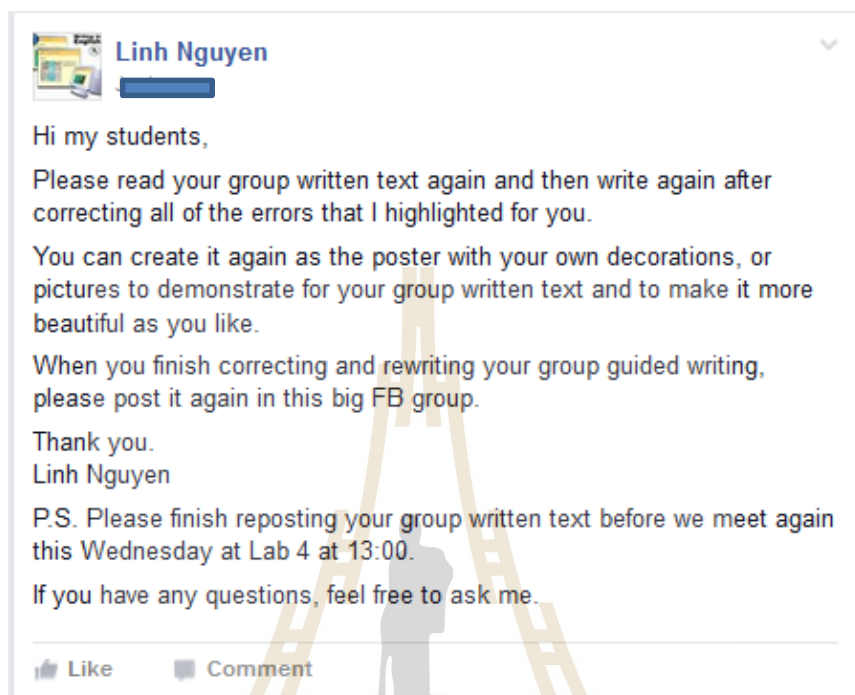 Linh Nguyen
Hi my students,
Please read your group written text again and then write again after
correcting all of the errors that I highlighted for you.
You can create it again as the poster with your own decorations, or
pictures to demonstrate for your group written text and to make it more
beautiful as you like.
When you finish correcting and rewriting your group guided writing,
please post it again in this big FB group.
Thank you.
Linh Nguyen
P.S. Please finish reposting your group written text before we meet again
this Wednesday at Lab 4 at 13:00.
If you have any questions, feel free to ask me.
Like Comment